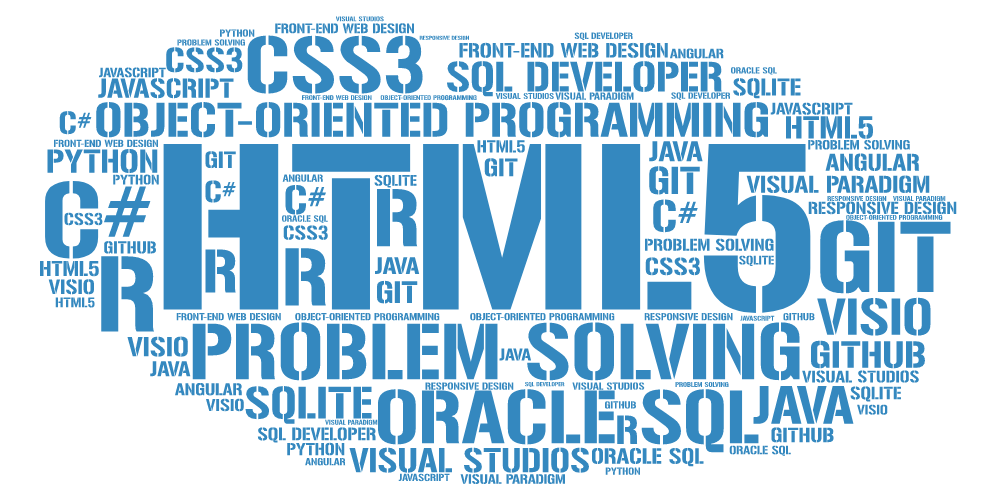 VISUAL STUDIOS
FRONT-END WEB DESIGN
PYTHON
CSS3
RESPONSIVE DESIGN
SQL DEVELOPER
PROBLEM SOLVING
FRONT-END WEB DESIGN
ANGULAR
CSS3
JAVASCRIPT
SQL DEVELOPER
ORACLE SQL
JAVASCRIPT
SQLITE
FRONT-END WEB DESIGN
OBJECT-ORIENTED PROGRAMMING
VISUAL STUDIOS
VISUAL PARADIGM
SQL DEVELOPER
C#
OBJECT-ORIENTED PROGRAMMING
JAVASCRIPT
HTML5
FRONT-END WEB DESIGN
HTML5
HTML5
JAVA
PROBLEM SOLVING
PYTHON
GIT
GIT
ANGULAR
PYTHON
ANGULAR
SQLITE
GIT
VISUAL PARADIGM
C#
CSS3
C#
C#
R
C#
RESPONSIVE DESIGN
VISUAL PARADIGM
RESPONSIVE DESIGN
ORACLE SQL
OBJECT-ORIENTED PROGRAMMING
CSS3
GITHUB
PROBLEM SOLVING
GIT
HTML5
R
R
R
JAVA
CSS3
SQLITE
VISIO
GIT
HTML5
VISIO
FRONT-END WEB DESIGN
OBJECT-ORIENTED PROGRAMMING
OBJECT-ORIENTED PROGRAMMING
RESPONSIVE DESIGN
JAVASCRIPT
GITHUB
VISIO
PROBLEM SOLVING
JAVA
GITHUB
JAVA
VISUAL STUDIOS
ANGULAR
RESPONSIVE DESIGN
SQL DEVELOPER
VISUAL STUDIOS
PROBLEM SOLVING
SQLITE
VISIO
SQLITE
ORACLE
GITHUB
SQL
JAVA
VISIO
VISUAL PARADIGM
R
SQL DEVELOPER
GITHUB
PYTHON
ORACLE SQL
ANGULAR
VISUAL STUDIOS
ORACLE SQL
PYTHON
JAVASCRIPT
VISUAL PARADIGM